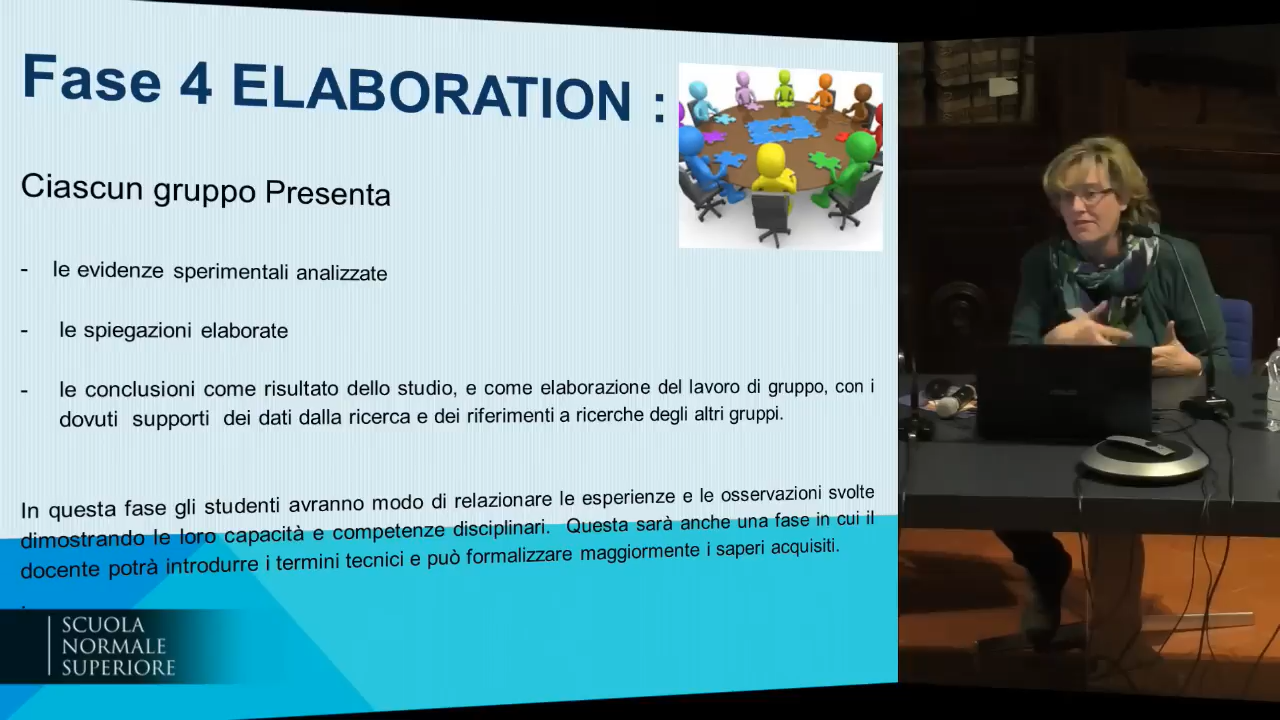 Fase 4 ELABORATION :
Ciascun gruppo Presenta
- le evidenze sperimentali analizzate
- le spiegazioni elaborate
- le conclusioni come risultato dello studio, e come elaborazione del lavoro di gruppo, con i
dovuti supporti dei dati dalla ricerca e dei riferimenti a ricerche degli altri gruppi.
In questa fase gli studenti avranno modo di relazionare le esperienze e le osservazioni svolte
dimostrando le loro capacità e competenze disciplinari. Questa sarà anche una fase in cui il
docente potrà introdurre i termini tecnici e può formalizzare maggiormente i saperi acquisiti.
.
SCUOLA
NORMALE
SUPERIORE